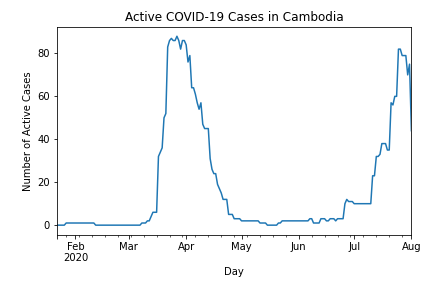 Active COVID-19 Cases in Cambodia
80
60
40
20
0
Number of Active Cases
Feb Mar Apr May Jun Jul Aug
2020
Day